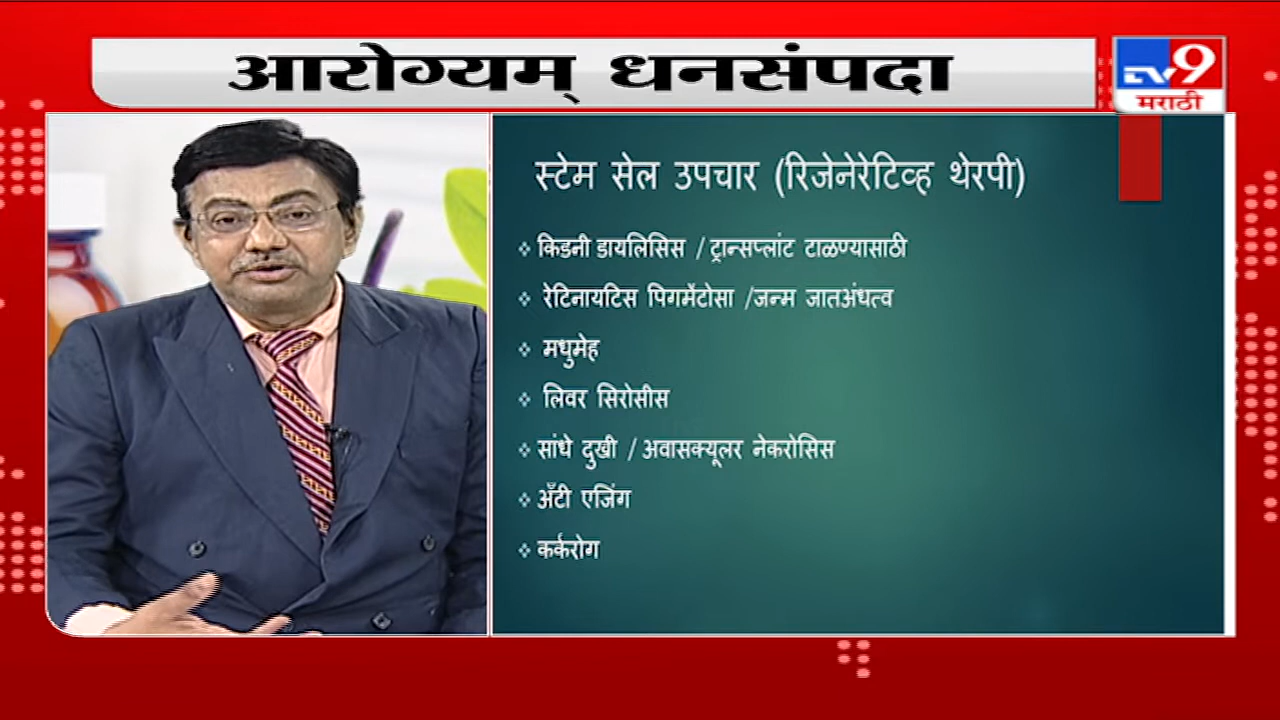 आरोग्यम् धनसंपदा
TV9
मराठी
स्टेम सेल उपचार (रिजेनेरेटिव्ह थेरपी)
❖ किडनी डायलिसिस / ट्रान्सप्लांट टाळण्यासाठी
❖ रेटिनायटिस पिगमेंटोसा /जन्म जातअंधत्व
❖ मधुमेह
❖ लिवर सिरोसीस
❖ सांधे दुखी / अवासक्यूलर नेकरोसिस
❖ अँटी एजिंग
❖ कर्करोग